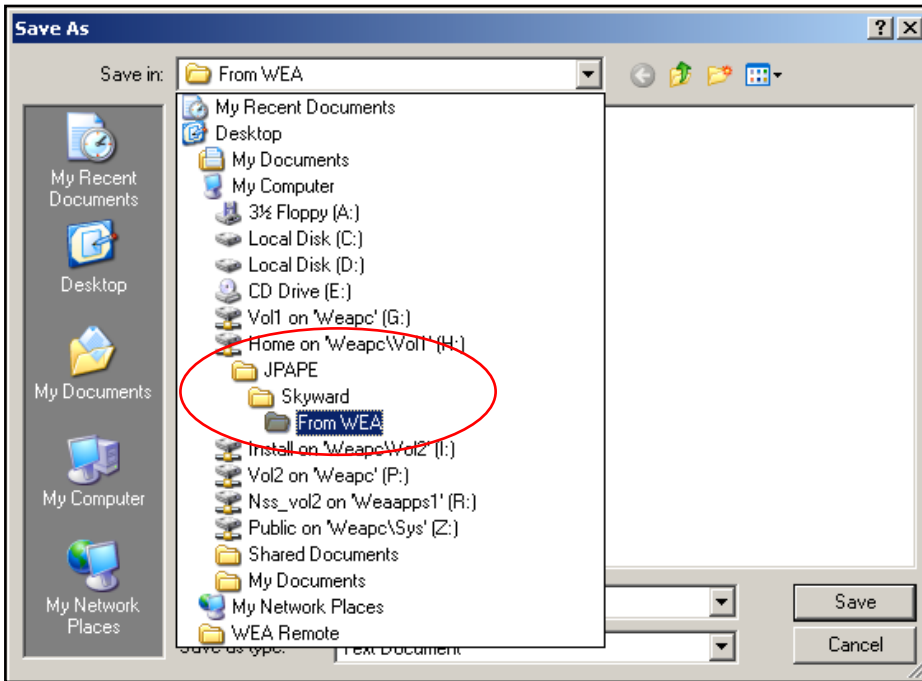 Save As
Save in:
From WEA
My Recent Documents
Desktop
My Documents
My Computer
3½ Floppy (A:)
Local Disk (C:)
Local Disk (D:)
CD Drive (E:)
Vol1 on 'Weapc' (G:)
Home on 'Weapc\Vol1' (H:)
JPAPE
Skyward
From WEA
Install on 'Weapc\Vol2' (I:)
Vol2 on 'Weapc' (P:)
Nss_vol2 on 'Weaapps1' (R:)
Public on 'Weapc\Sys' (Z:)
Shared Documents
My Documents
My Network Places
WEA Remote
My Recent
Documents
Desktop
My Documents
My Computer
My Network
Places
Save as type:
Text Document
Save
Cancel